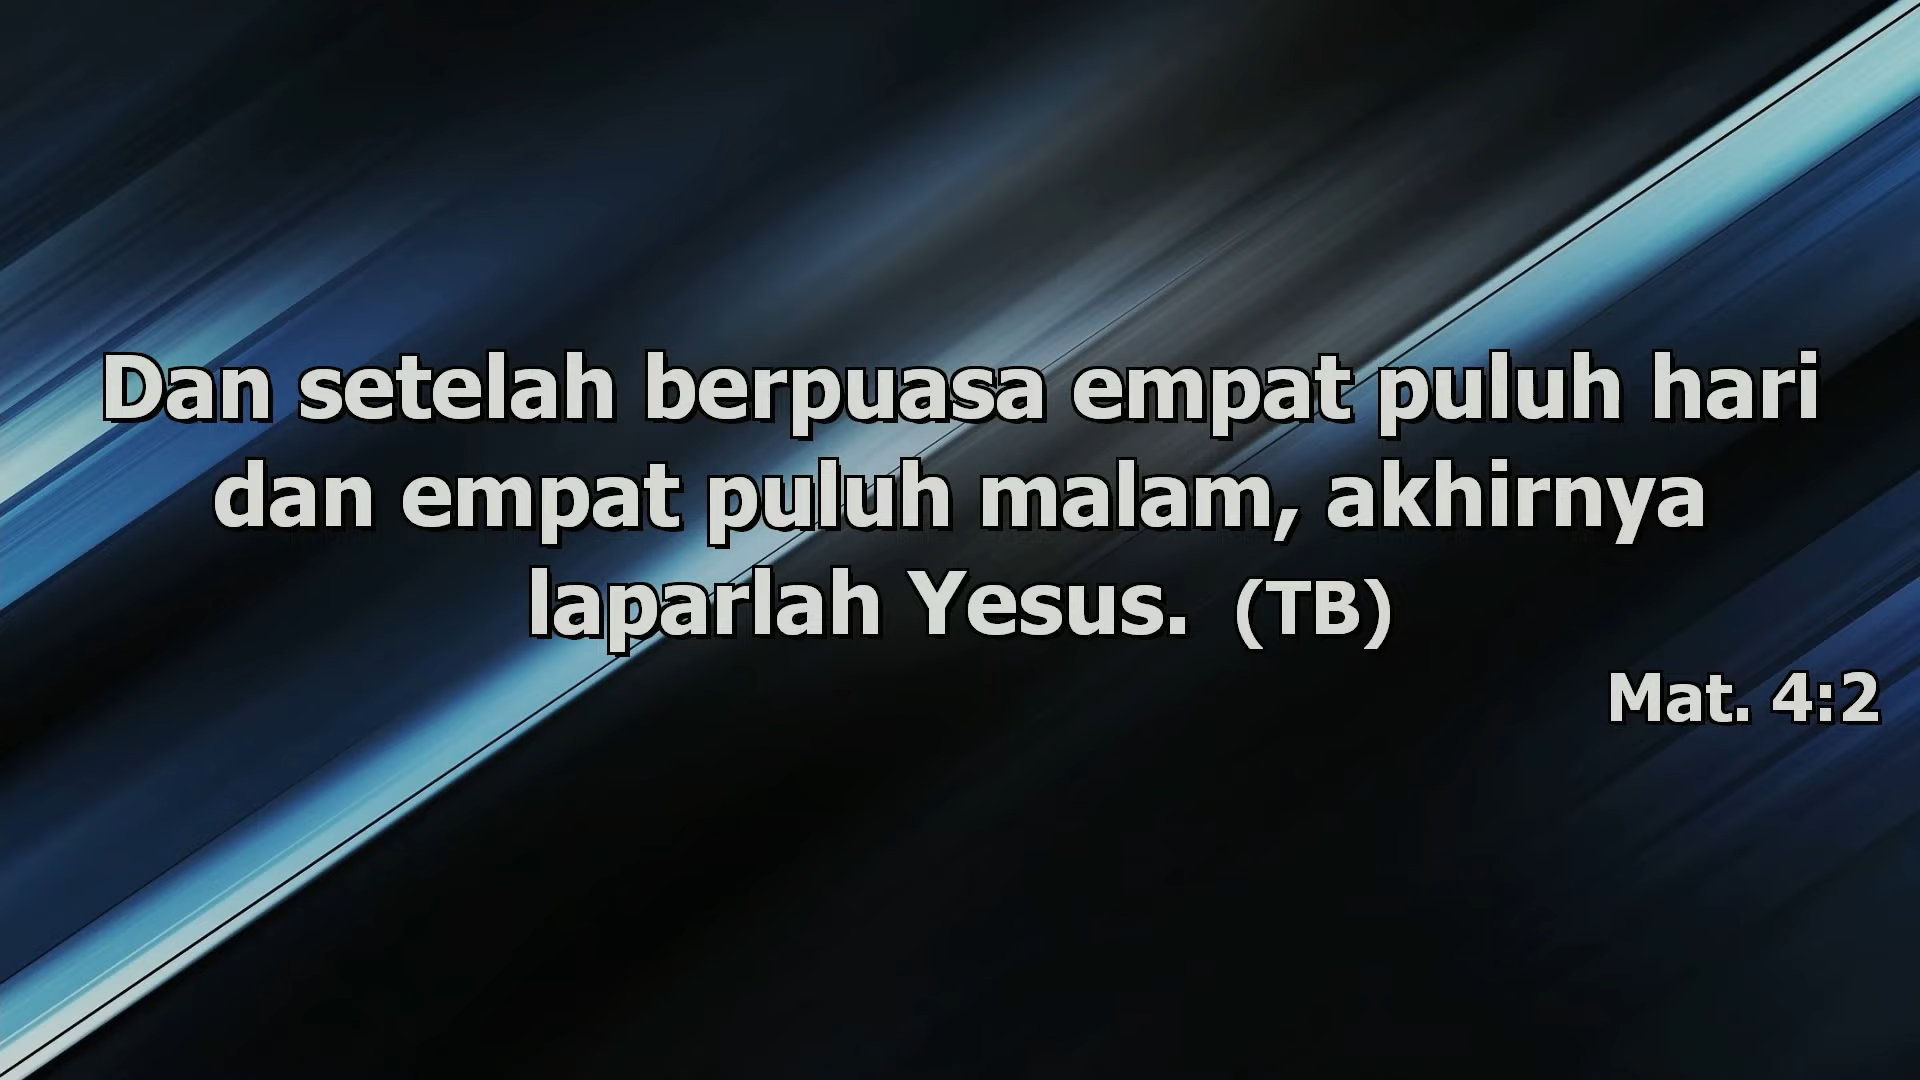 Dan setelah berpuasa empat puluh hari
dan empat puluh malam, akhirnya
laparlah Yesus. (TB)
Mat. 4:2